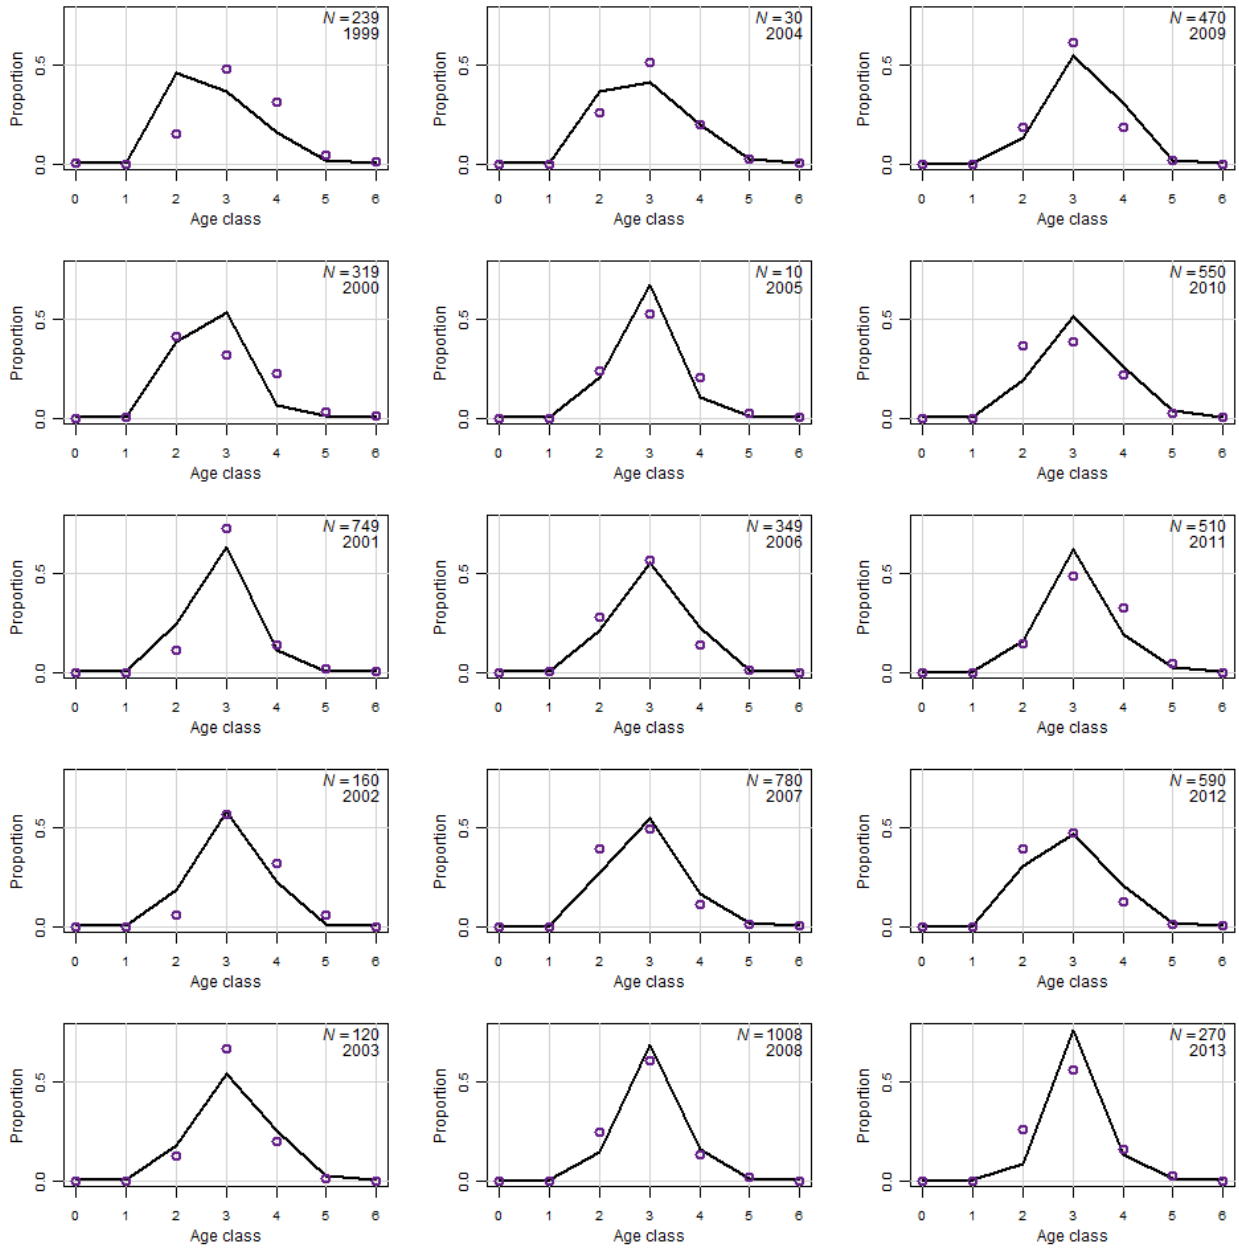 N = 239
1999
Proportion
0.5
0.0
0 1 2 3 4 5 6
Age class
N = 30
2004
Proportion
0.5
0.0
0 1 2 3 4 5 6
Age class
N = 470
2009
Proportion
0.5
0.0
0 1 2 3 4 5 6
Age class
N = 319
2000
Proportion
0.5
0.0
0 1 2 3 4 5 6
Age class
N = 10
2005
Proportion
0.5
0.0
0 1 2 3 4 5 6
Age class
N = 550
2010
Proportion
0.5
0.0
0 1 2 3 4 5 6
Age class
N = 749
2001
Proportion
0.5
0.0
0 1 2 3 4 5 6
Age class
N = 349
2006
Proportion
0.5
0.0
0 1 2 3 4 5 6
Age class
N = 510
2011
Proportion
0.5
0.0
0 1 2 3 4 5 6
Age class
N = 160
2002
Proportion
0.5
0.0
0 1 2 3 4 5 6
Age class
N = 780
2007
Proportion
0.5
0.0
0 1 2 3 4 5 6
Age class
N = 590
2012
Proportion
0.5
0.0
0 1 2 3 4 5 6
Age class
N = 120
2003
Proportion
0.5
0.0
0 1 2 3 4 5 6
Age class
N = 1008
2008
Proportion
0.5
0.0
0 1 2 3 4 5 6
Age class
N = 270
2013
Proportion
0.5
0.0
0 1 2 3 4 5 6
Age class